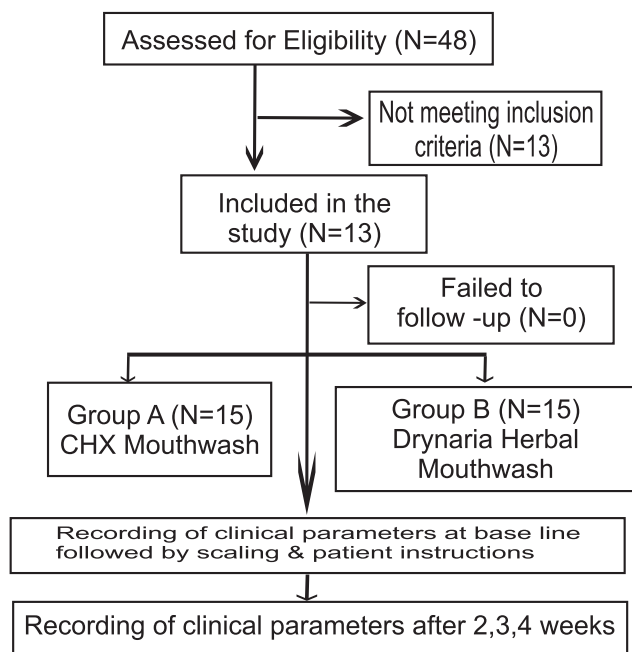 Assessed for Eligibility (N=48)
Not meeting inclusion
criteria (N=13)
Included in the
study (N=13)
Failed to
follow -up (N=0)
Group A (N=15)
CHX Mouthwash
Group B (N=15)
Drynaria Herbal
Mouthwash
Recording of clinical parameters at base line
followed by scaling & patient instructions
Recording of clinical parameters after 2,3,4 weeks